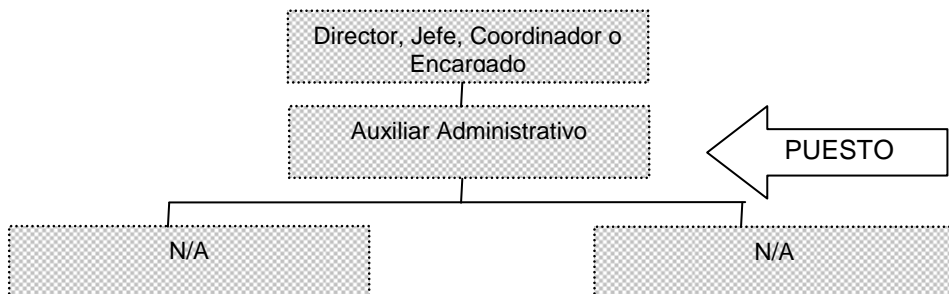 Director, Jefe, Coordinador o
Encargado
Auxiliar Administrativo
PUESTO
N/A
N/A